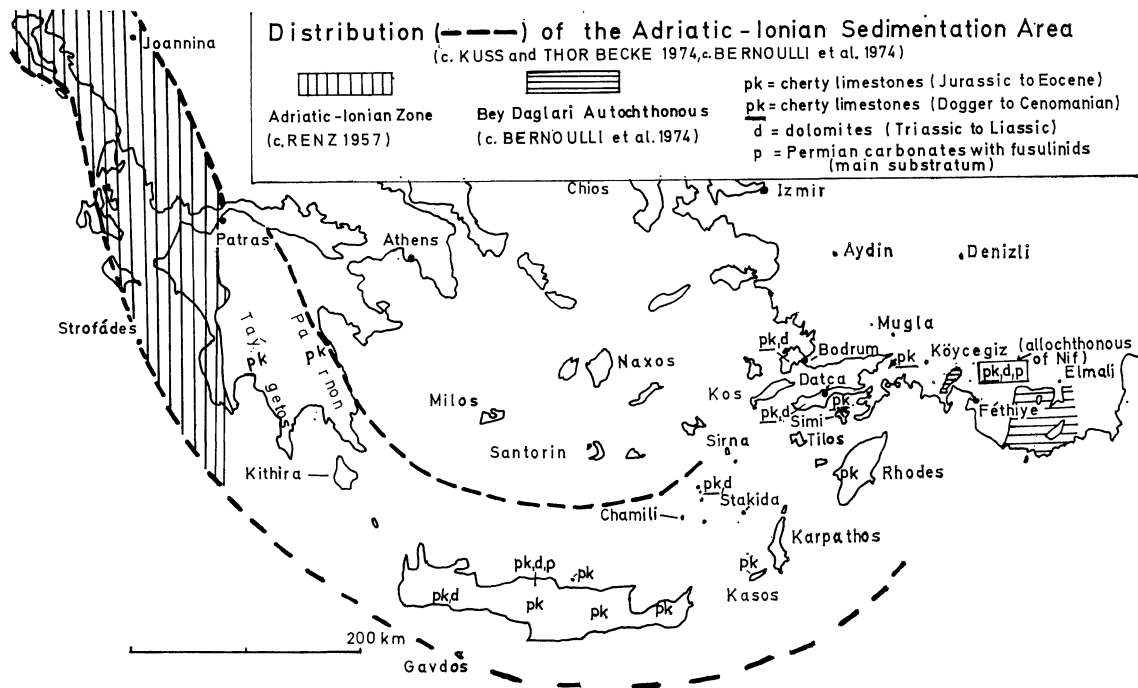 Distribution (---) of the Adriatic-Ionian Sedimentation Area
(c. KUSS and THOR BECKE 1974,c. BERNOULLI et al. 1974)
Adriatic-Ionian Zone
(c. RENZ 1957)
Bey Daglari Autochthonous
(c. BERNOULLI et al. 1974)
pk = cherty limestones (Jurassic to Eocene)
pk = cherty limestones (Dogger to Cenomanian)
d = dolomites (Triassic to Liassic)
p = Permian carbonates with fusulinids
(main substratum)
Joannina
Chios
Izmir
Patras
Athens
Aydin
Denizli
Strofádes
Taý
getos
pk
Pa
rnon
pk
Mugla
pk,d
Bodrum
pk
Köycegiz
(allochthonous
of Nif)
pk,d,p
Elmali
Naxos
Kos
Datca
pk
Féthiye
Milos
pk,d
Simi
Santorin
Sirna
Tilos
Kithira
pk
Rhodes
pk,d
Stakida
Chamili
Karpathos
pk,d,p
pk
pk
Kasos
pk,d
pk
pk
pk
200 km
Gavdos